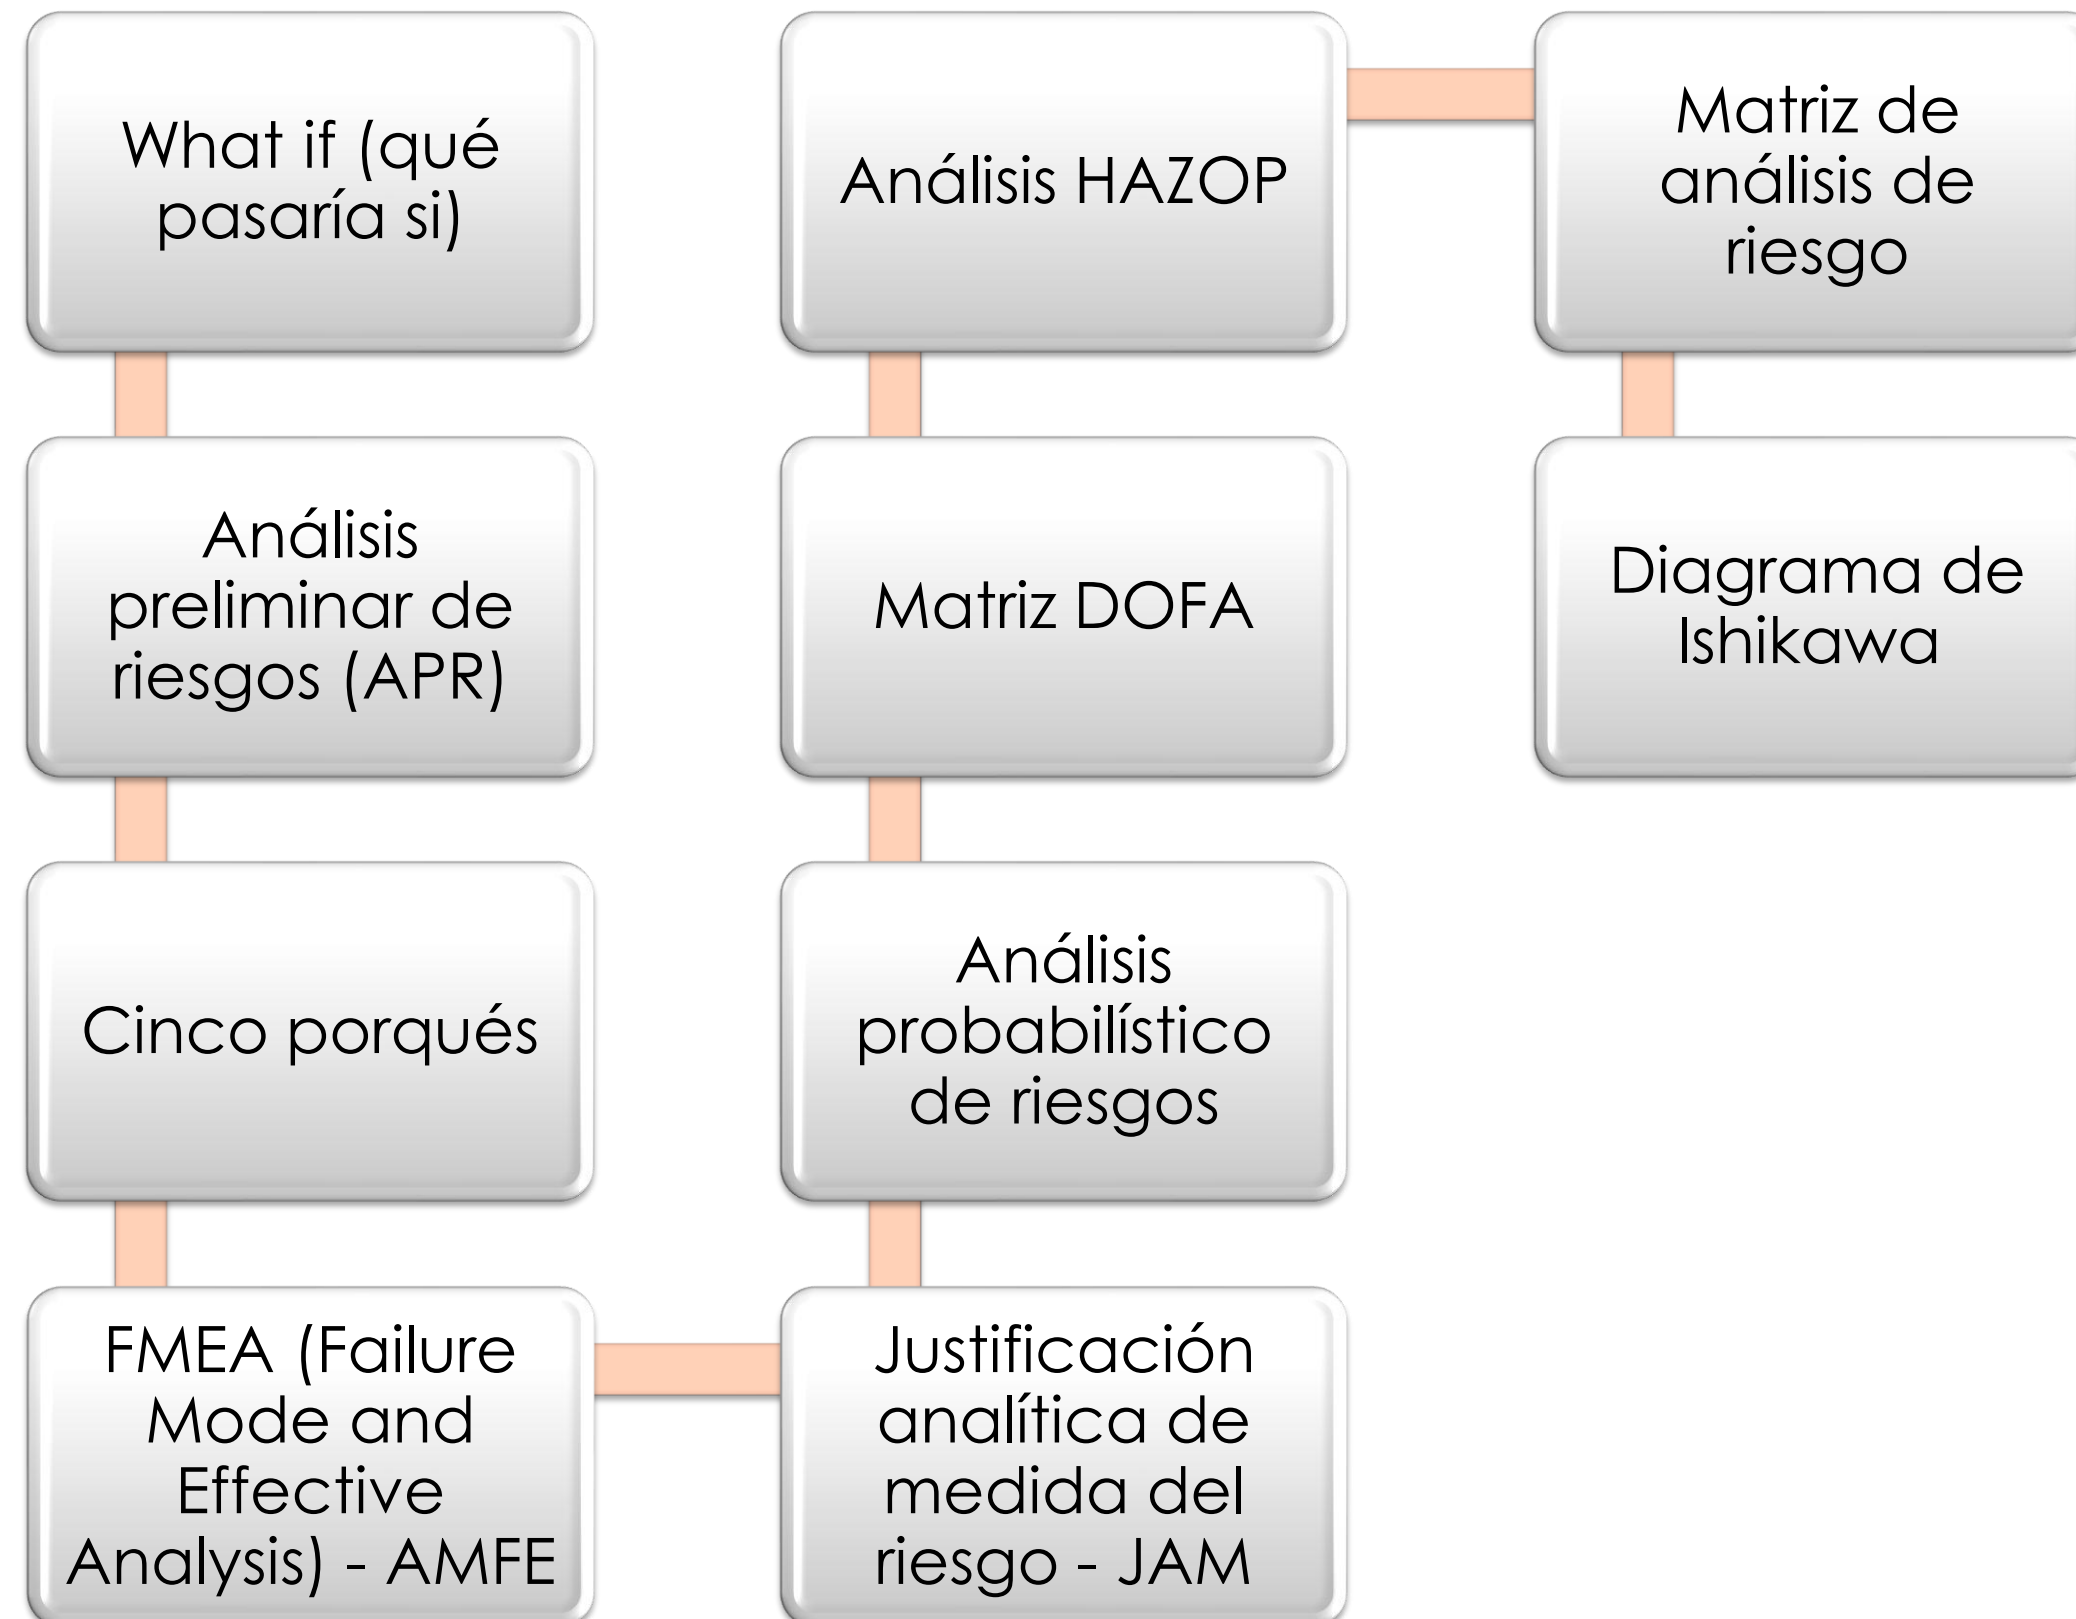 What if (qué
pasaría si)
Análisis
preliminar de
riesgos (APR)
Cinco porqués
FMEA (Failure
Mode and
Effective
Analysis) - AMFE
Justificación
analítica de
medida del
riesgo - JAM
Análisis
probabilístico
de riesgos
Matriz DOFA
Análisis HAZOP
Matriz de
análisis de
riesgo
Diagrama de
Ishikawa